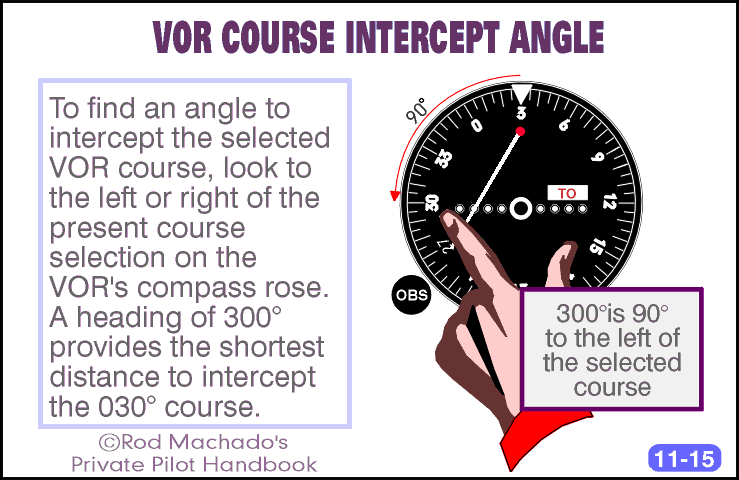 VOR COURSE INTERCEPT ANGLE
To find an angle to
intercept the selected
VOR course, look to
the left or right of the
present course
selection on the
VOR's compass rose.
A heading of 300°
provides the shortest
distance to intercept
the 030° course.
©Rod Machado's
Private Pilot Handbook
90°
3
6
9
12
15
30
33
0
TO
OBS
300°is 90°
to the left of
the selected
course
11-15